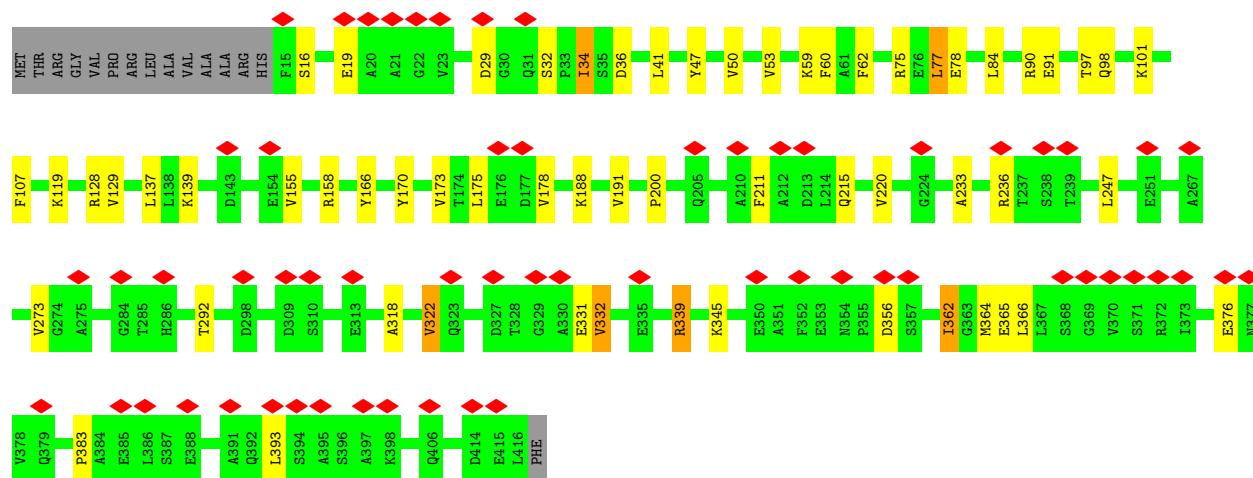 MET THR ARG GLY VAL PRO ARG LEU ALA VAL ALA ALA ARG HIS F15 S16 E19 A20 A21 G22 V23 D29 G30 Q31 S32 P33 I34 S35 D36 L41 Y47 V50 V53 K59 F60 A61 F62 R75 E76 L77 E78 L84 R90 E91 T97 Q98 K101
F107 K119 R128 V129 L137 L138 K139 D143 E154 V155 R158 Y166 Y170 V173 T174 L175 E176 D177 V178 K188 V191 P200 Q205 A210 F211 A212 D213 L214 Q215 V220 G224 A233 R236 T237 S238 T239 L247 E251 A267
V273 G274 A275 G284 T285 H286 T292 D298 D309 S310 E313 A318 V322 Q323 D327 T328 G329 A330 E331 V332 E335 R339 K345 E350 A351 F352 E353 N354 P355 D356 S357 I362 G363 M364 E365 L366 L367 S368 G369 V370 S371 R372 I373 E376 N377
V378 Q379 P383 A384 E385 L386 S387 E388 A391 Q392 L393 S394 A395 S396 A397 K398 Q406 D414 E415 L416 PHE